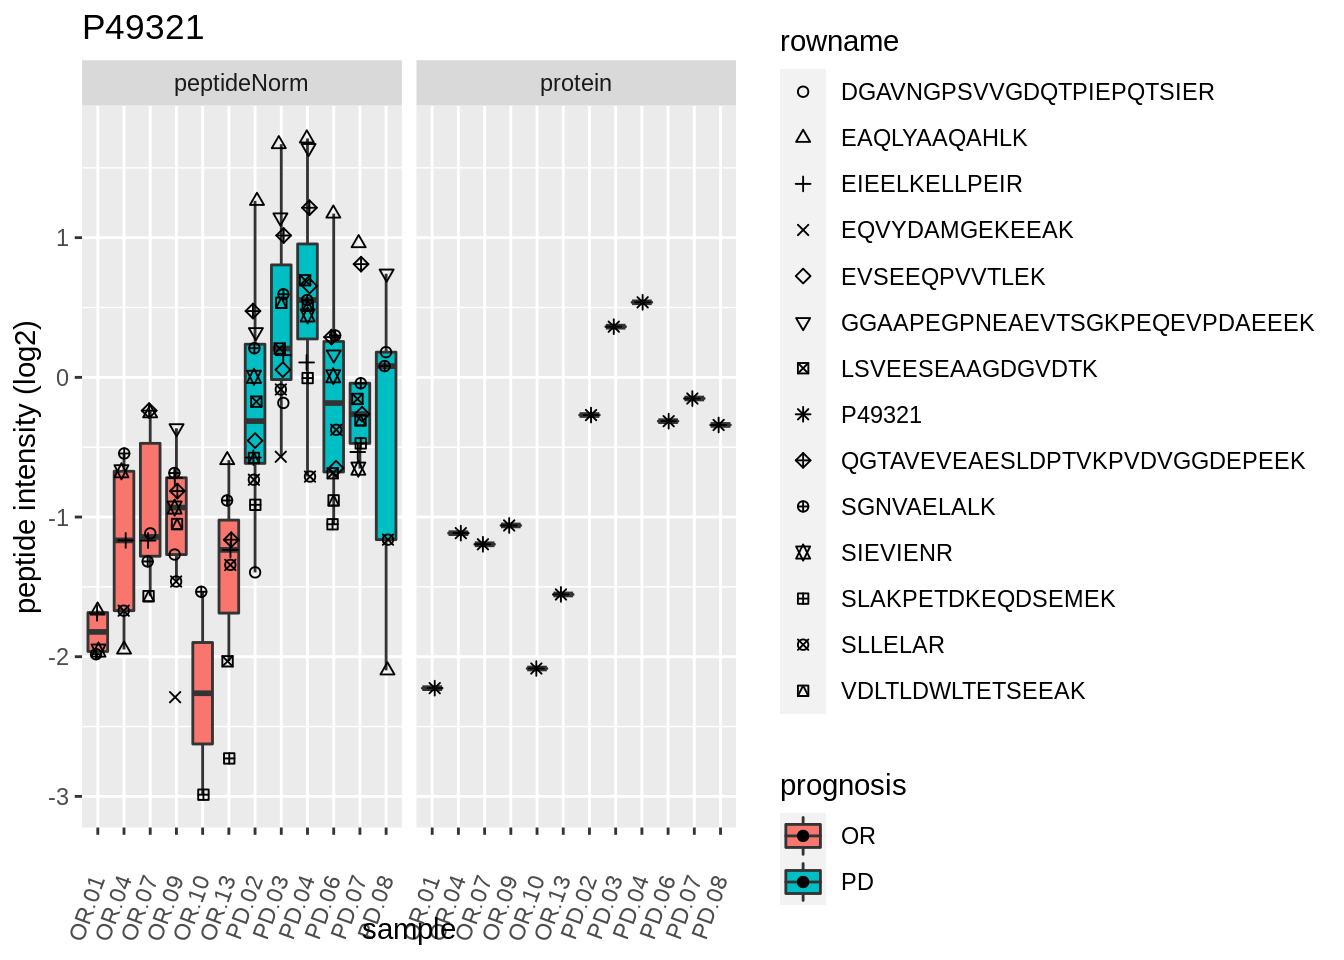 P49321
peptideNorm
protein
peptide intensity (log2)
1
0
-1
-2
-3
OR.01
OR.04
OR.07
OR.09
OR.10
OR.13
PD.02
PD.03
PD.04
PD.06
PD.07
PD.08
OR.01
OR.04
OR.07
OR.09
OR.10
OR.13
PD.02
PD.03
PD.04
PD.06
PD.07
PD.08
sample
rowname
DGAVNGPSVVGDQTPIEPQTSIER
EAQLYAAQAHLK
EIEELKELLPEIR
EQVYDAMGEKEEAK
EVSEEQPVVTLEK
GGAAPEGPNEAEVTSGKPEQEVPDAEEEK
LSVEESEAAGDGVDTK
P49321
QGTAVEVEAESLDPTVKPVDVGGDEPEEK
SGNVAELALK
SIEVIENR
SLAKPETDKEQDSEMEK
SLLELAR
VDLTLDWLTETSEEAK
prognosis
OR
PD